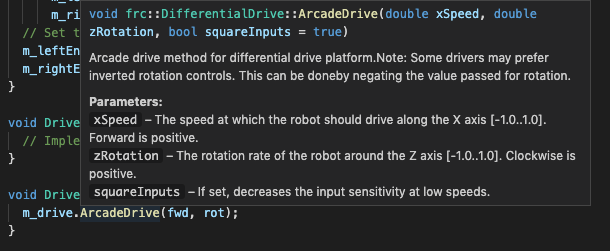 m_le
void frc::DifferentialDrive::ArcadeDrive(double xSpeed, double
m_ri
zRotation, bool squareInputs = true)
// Set t
m_leftEn
Arcade drive method for differential drive platform.Note: Some drivers may prefer
m_rightE
inverted rotation controls. This can be doneby negating the value passed for rotation.
}
Parameters:
xSpeed – The speed at which the robot should drive along the X axis [-1.0..1.0].
void Drive
Forward is positive.
// Imple
zRotation – The rotation rate of the robot around the Z axis [-1.0..1.0]. Clockwise is
}
positive.
squareInputs – If set, decreases the input sensitivity at low speeds.
void Drive
m_drive.ArcadeDrive(fwd, rot);
}